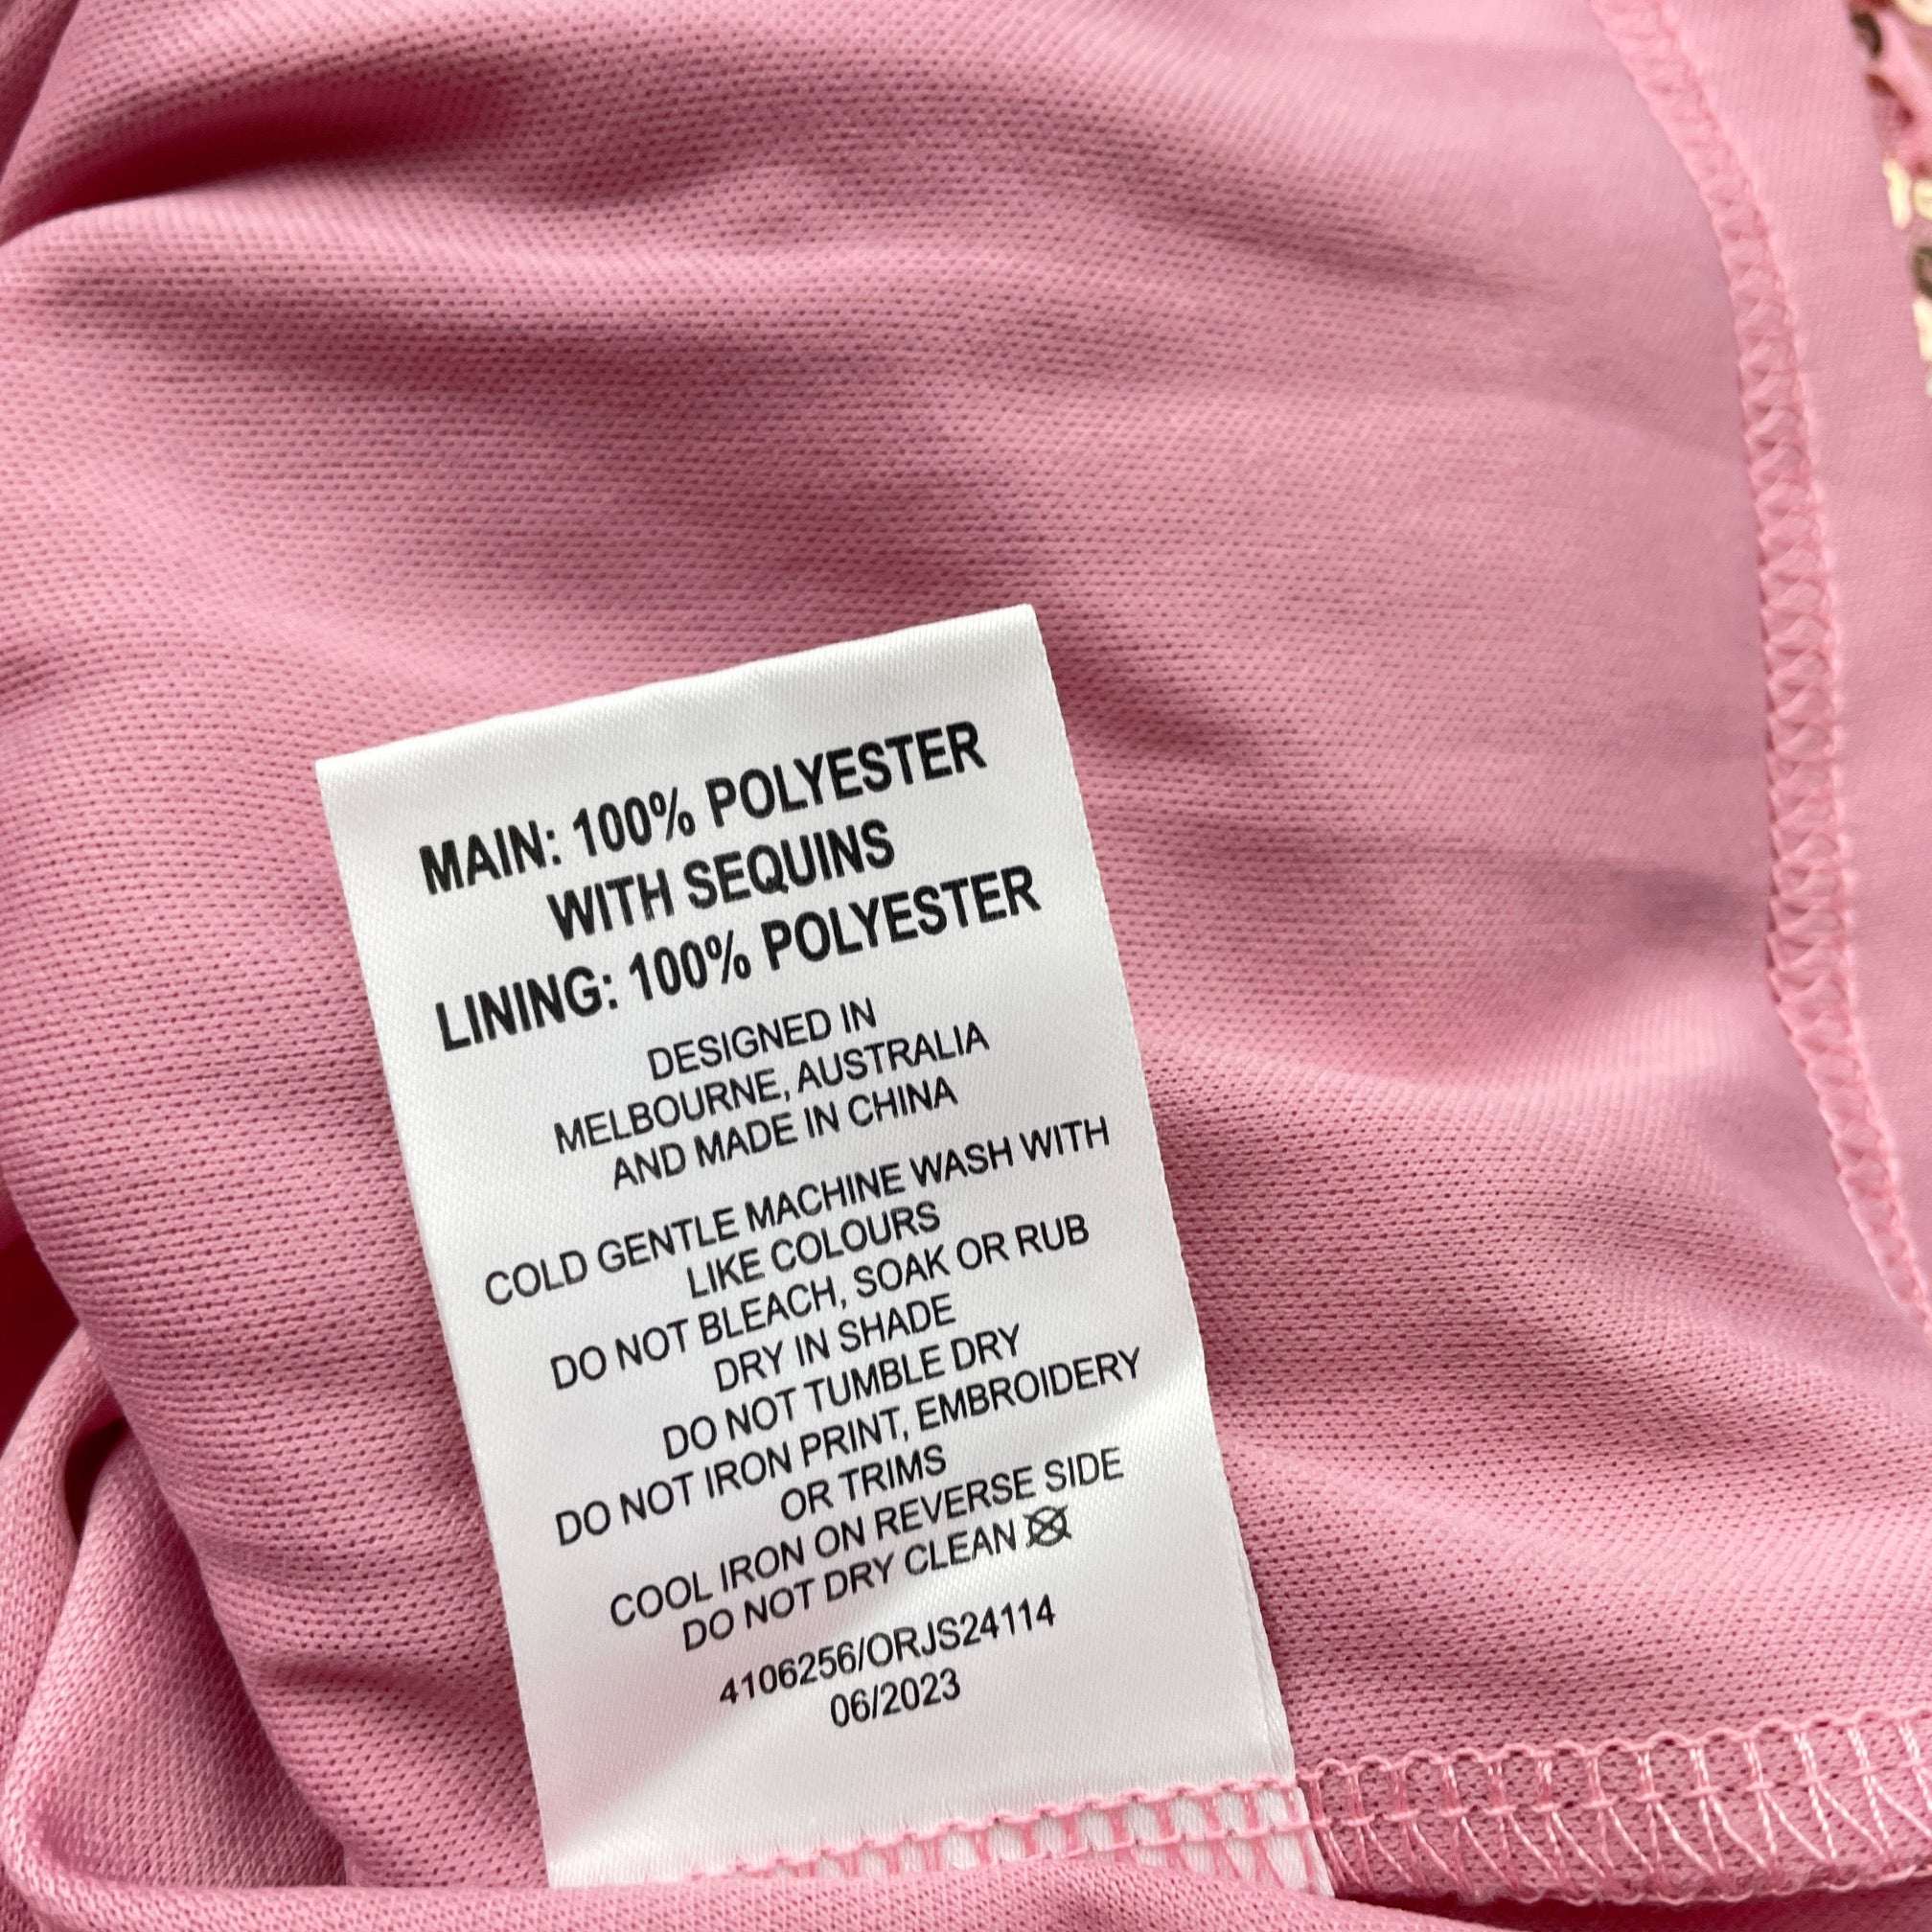 MAIN: 100% POLYESTER
WITH SEQUINS
LINING: 100% POLYESTER
DESIGNED IN
MELBOURNE, AUSTRALIA
AND MADE IN CHINA
COLD GENTLE MACHINE WASH WITH
LIKE COLOURS
DO NOT BLEACH, SOAK OR RUB
DRY IN SHADE
DO NOT TUMBLE DRY
DO NOT IRON PRINT, EMBROIDERY
OR TRIMS
COOL IRON ON REVERSE SIDE
DO NOT DRY CLEAN
4106256/ORJS24114
06/2023